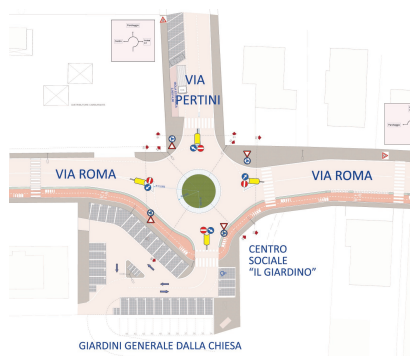 VIA
PERTINI
VIA ROMA
VIA ROMA
CENTRO
SOCIALE
"IL GIARDINO"
GIARDINI GENERALE DALLA CHIESA